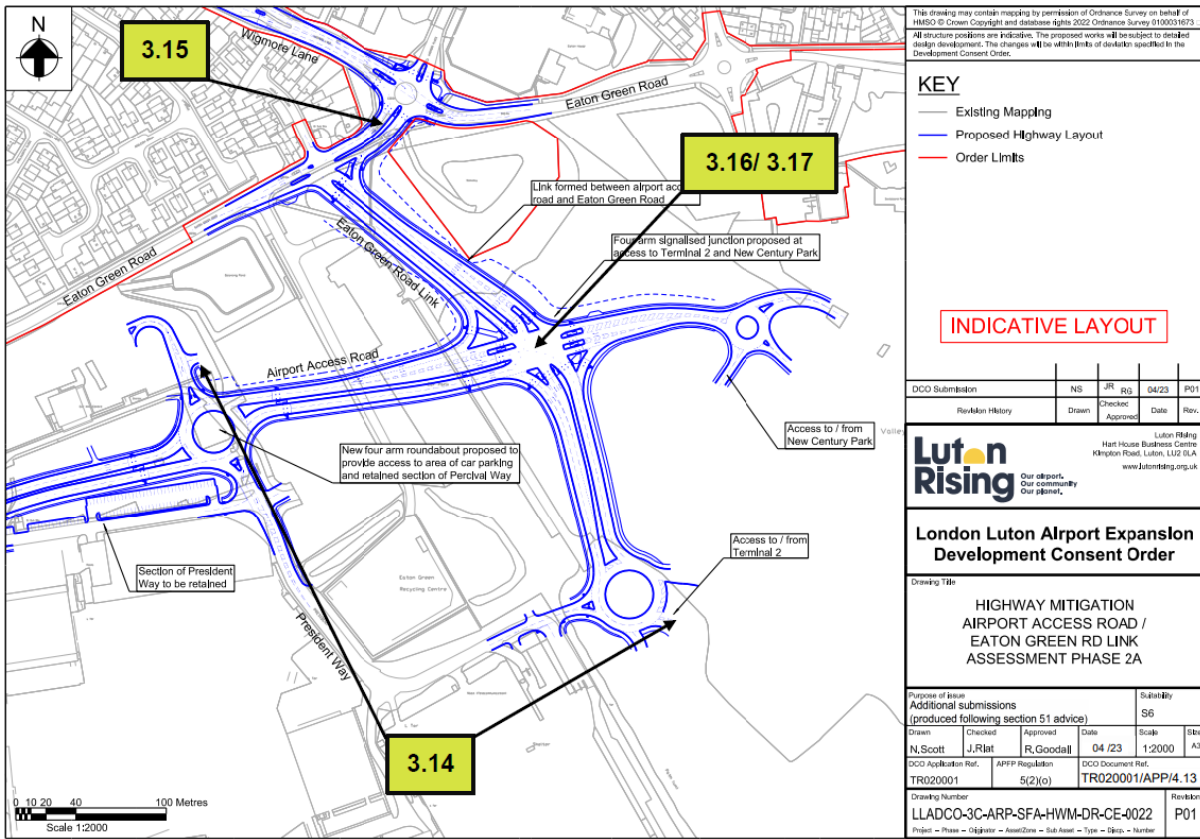 N
3.15
Wigmore Lane
Eaton Green Road
3.16/ 3.17
Link formed between airport acc
road and Eaton Green Road
Four arm signalised junction proposed at
access to Terminal 2 and New Century Park
Eaton Green Road Link
Eaton Green Road
Airport Access Road
New four arm roundabout proposed to
provide access to area of car parking
and retained section of Percival Way
Access to / from
New Century Park
Valley
Access to / from
Terminal 2
Section of President
Way to be retained
Eaton Green
Recycling Centre
President Way
3.14
0 10 20 40 100 Metres
Scale 1:2000
This drawing may contain mapping by permission of Ordnance Survey on behalf of
HMSO © Crown Copyright and database rights 2022 Ordnance Survey 0100031673
All structure positions are indicative. The proposed works will be subject to detailed
design development. The changes will be within limits of deviation specified in the
Development Consent Order.
KEY
Existing Mapping
Proposed Highway Layout
Order Limits
INDICATIVE LAYOUT
DCO Submission NS JR RG 04/23 P01
Revision History Drawn Checked Approved Date Rev.
Luton Rising
Our airport.
Our community
Our planet.
Luton Rising
Hart House Business Centre
Kimpton Road, Luton, LU2 0LA
www.lutonrising.org.uk
London Luton Airport Expansion
Development Consent Order
Drawing Title
HIGHWAY MITIGATION
AIRPORT ACCESS ROAD /
EATON GREEN RD LINK
ASSESSMENT PHASE 2A
Purpose of issue Suitability
Additional submissions S6
(produced following section 51 advice)
Drawn Checked Approved Date Scale Size
N.Scott J.Riat R.Goodall 04 /23 1:2000 A3
DCO Application Ref. APFP Regulation DCO Document Ref.
TR020001 5(2)(o) TR020001/APP/4.13
Drawing Number Revision
LLADCO-3C-ARP-SFA-HWM-DR-CE-0022 P01